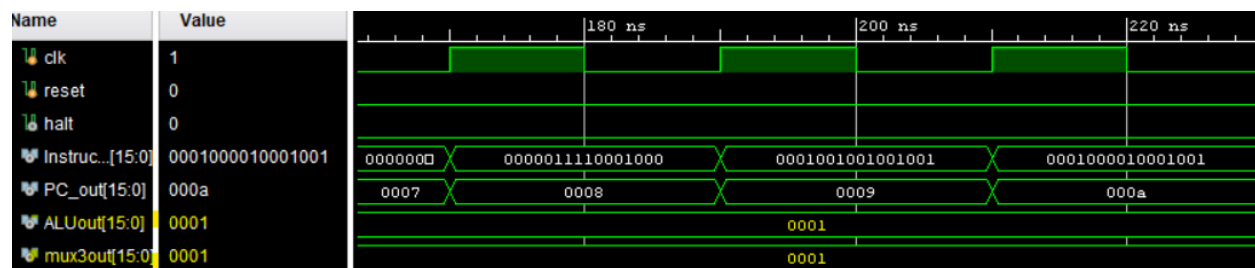 Name Value 180 ns 200 ns 220 ns
clk 1
reset 0
halt 0
Instruc...[15:0] 0001000010001001 000000 0000011110001000 0001001001001001 0001000010001001
PC_out[15:0] 000a 0007 0008 0009 000a
ALUout[15:0] 0001 0001
mux3out[15:0] 0001 0001